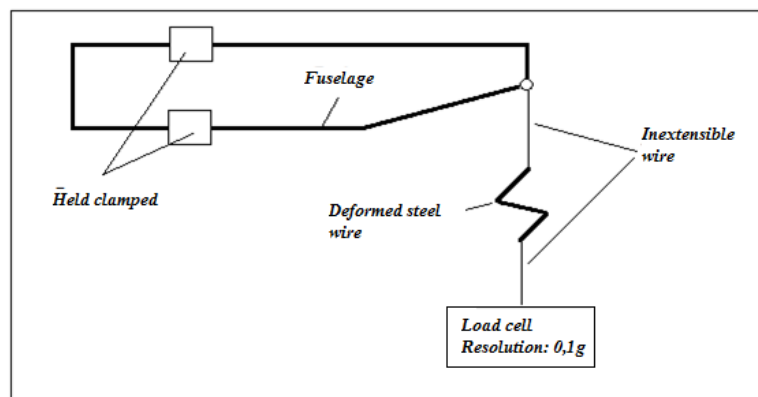 Fuselage
Inextensible
wire
Held clamped
Deformed steel
wire
Load cell
Resolution: 0,1g